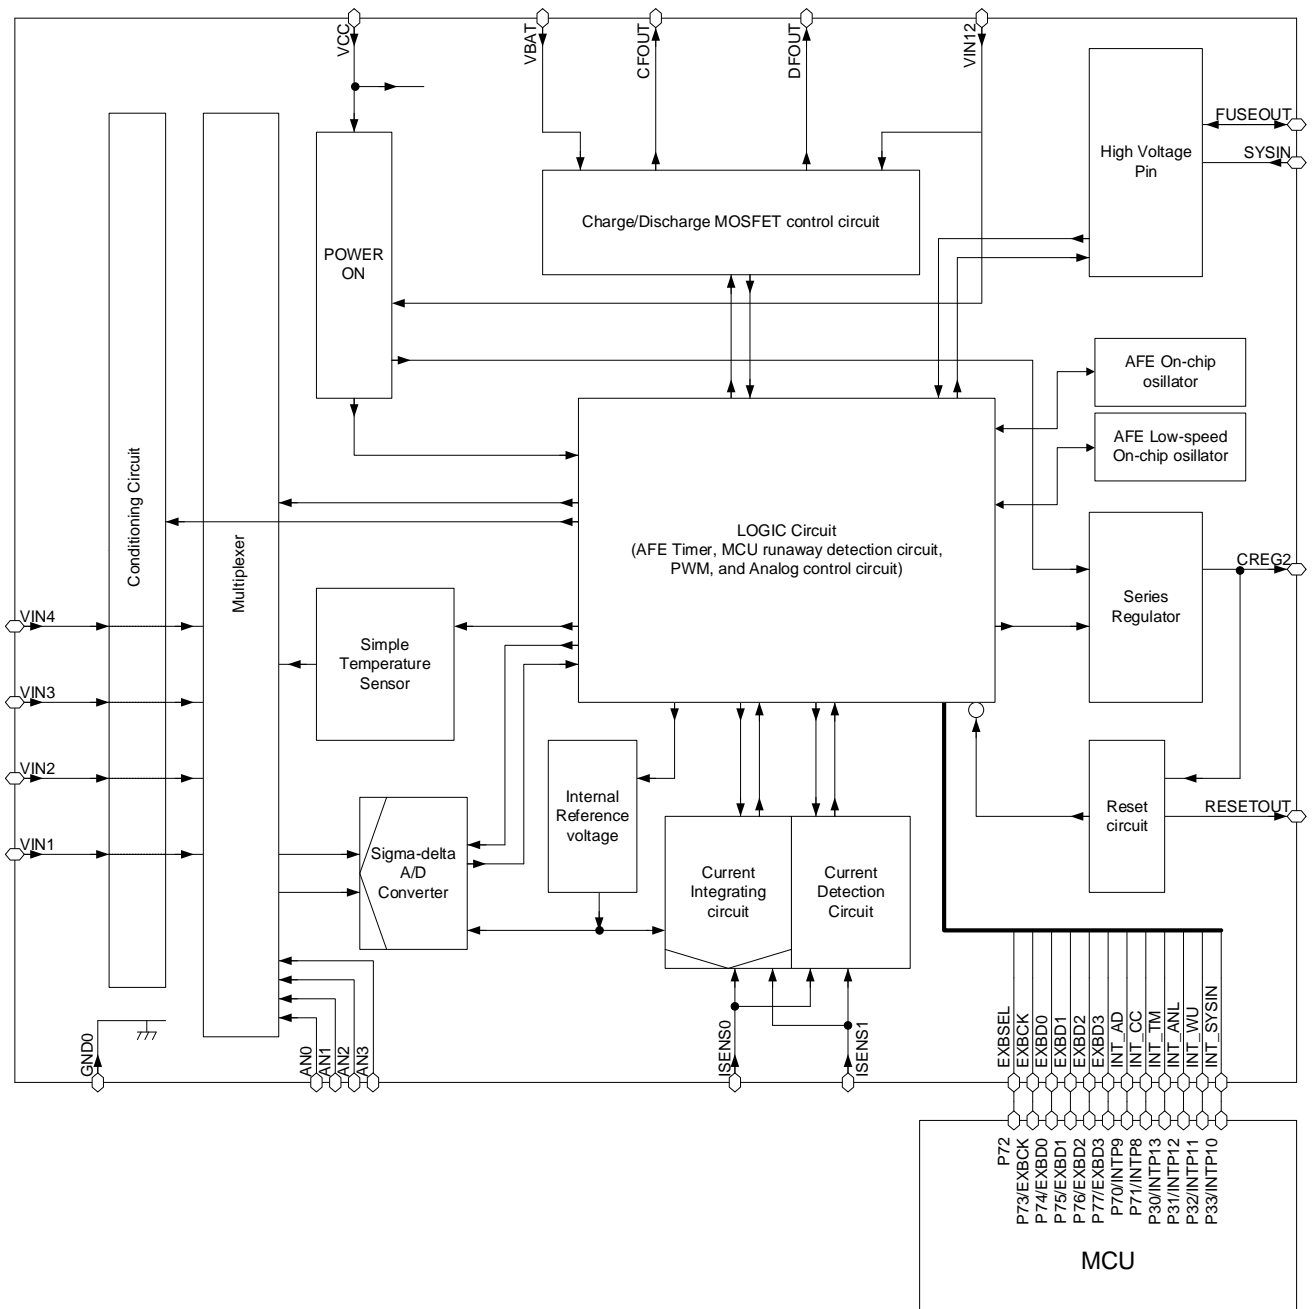 VCC
VBAT
CFOUT
DFOUT
VIN12
FUSEOUT
SYSIN
High Voltage
Pin
Charge/Discharge MOSFET control circuit
POWER
ON
AFE On-chip
osillator
AFE Low-speed
On-chip osillator
Conditioning Circuit
Multiplexer
LOGIC Circuit
(AFE Timer, MCU runaway detection circuit,
PWM, and Analog control circuit)
CREG2
Series
Regulator
VIN4
VIN3
VIN2
VIN1
Simple
Temperature
Sensor
Internal
Reference
voltage
Reset
circuit
RESETOUT
Sigma-delta
A/D
Converter
Current
Integrating
circuit
Current
Detection
Circuit
GND0
AN0
AN1
AN2
AN3
ISENS0
ISENS1
EXBSEL
EXBCK
EXBD0
EXBD1
EXBD2
EXBD3
INT_AD
INT_CC
INT_TM
INT_ANL
INT_WU
INT_SYSIN
P72
P73/EXBCK
P74/EXBD0
P75/EXBD1
P76/EXBD2
P77/EXBD3
P70/INTP9
P71/INTP8
P30/INTP13
P31/INTP12
P32/INTP11
P33/INTP10
MCU